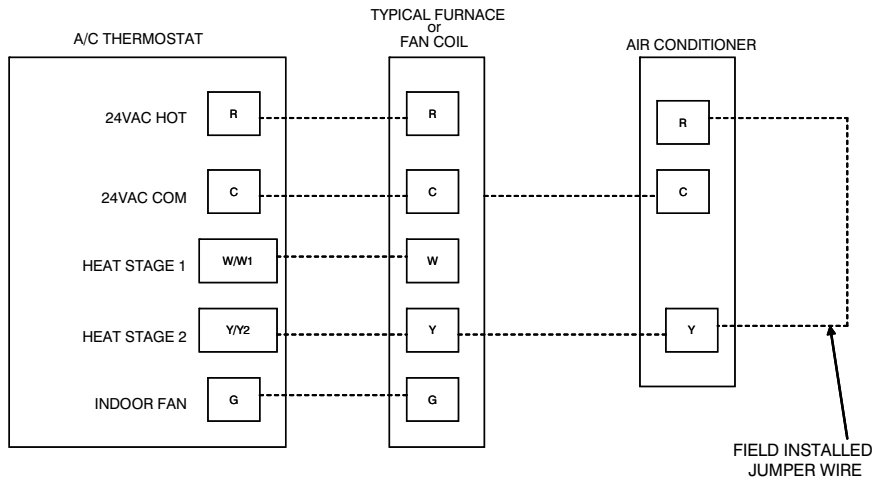 TYPICAL FURNACE
or
FAN COIL
A/C THERMOSTAT
AIR CONDITIONER
24VAC HOT
R
R
R
24VAC COM
C
C
C
HEAT STAGE 1
W/W1
W
HEAT STAGE 2
Y/Y2
Y
Y
INDOOR FAN
G
G
FIELD INSTALLED
JUMPER WIRE